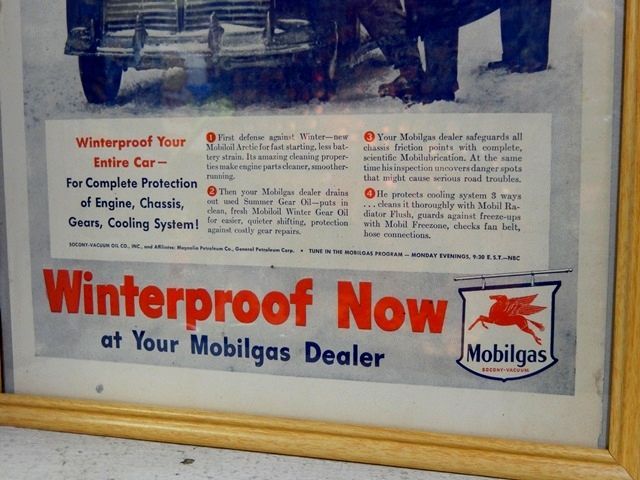 Winterproof Your
Entire Car—
For Complete Protection
of Engine, Chassis,
Gears, Cooling System!
1 First defense against Winter—new
Mobiloil Arctic for fast starting, less bat-
tery strain. Its amazing cleaning proper-
ties make engine parts cleaner, smoother-
running.
2 Then your Mobilgas dealer drains
out used Summer Gear Oil—puts in
clean, fresh Mobiloil Winter Gear Oil
for easier, quieter shifting, protection
against costly gear repairs.
3 Your Mobilgas dealer safeguards all
chassis friction points with complete,
scientific Mobilubrication. At the same
time his inspection uncovers danger spots
that might cause serious road troubles.
4 He protects cooling system 3 ways
... cleans it thoroughly with Mobil Ra-
diator Flush, guards against freeze-ups
with Mobil Freezone, checks fan belt,
hose connections.
SOCONY-VACUUM OIL CO., INC., and Affiliates: Magnolia Petroleum Co., General Petroleum Corp. • TUNE IN THE MOBILGAS PROGRAM — MONDAY EVENINGS, 9:30 E.S.T.—NBC
Winterproof Now
at Your Mobilgas Dealer
Mobilgas
SOCONY-VACUUM